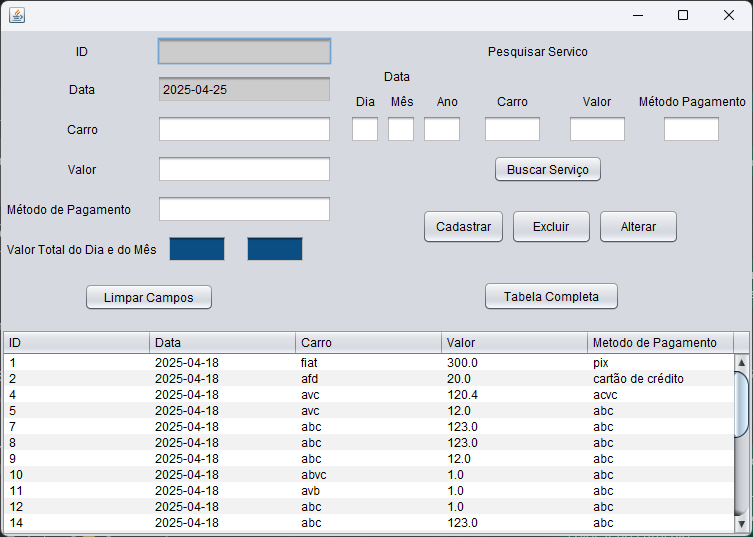 ID
Data 2025-04-25
Carro
Valor
Método de Pagamento
Valor Total do Dia e do Mês
Limpar Campos
Pesquisar Servico
Data
Dia Mês Ano Carro Valor Método Pagamento
Buscar Serviço
Cadastrar Excluir Alterar
Tabela Completa
ID Data Carro Valor Metodo de Pagamento
1 2025-04-18 fiat 300.0 pix
2 2025-04-18 afd 20.0 cartão de crédito
4 2025-04-18 avc 120.4 acvc
5 2025-04-18 avc 12.0 abc
7 2025-04-18 abc 123.0 abc
8 2025-04-18 abc 123.0 abc
9 2025-04-18 abc 12.0 abc
10 2025-04-18 abvc 1.0 abc
11 2025-04-18 avb 1.0 abc
12 2025-04-18 abc 1.0 abc
14 2025-04-18 abc 123.0 abc